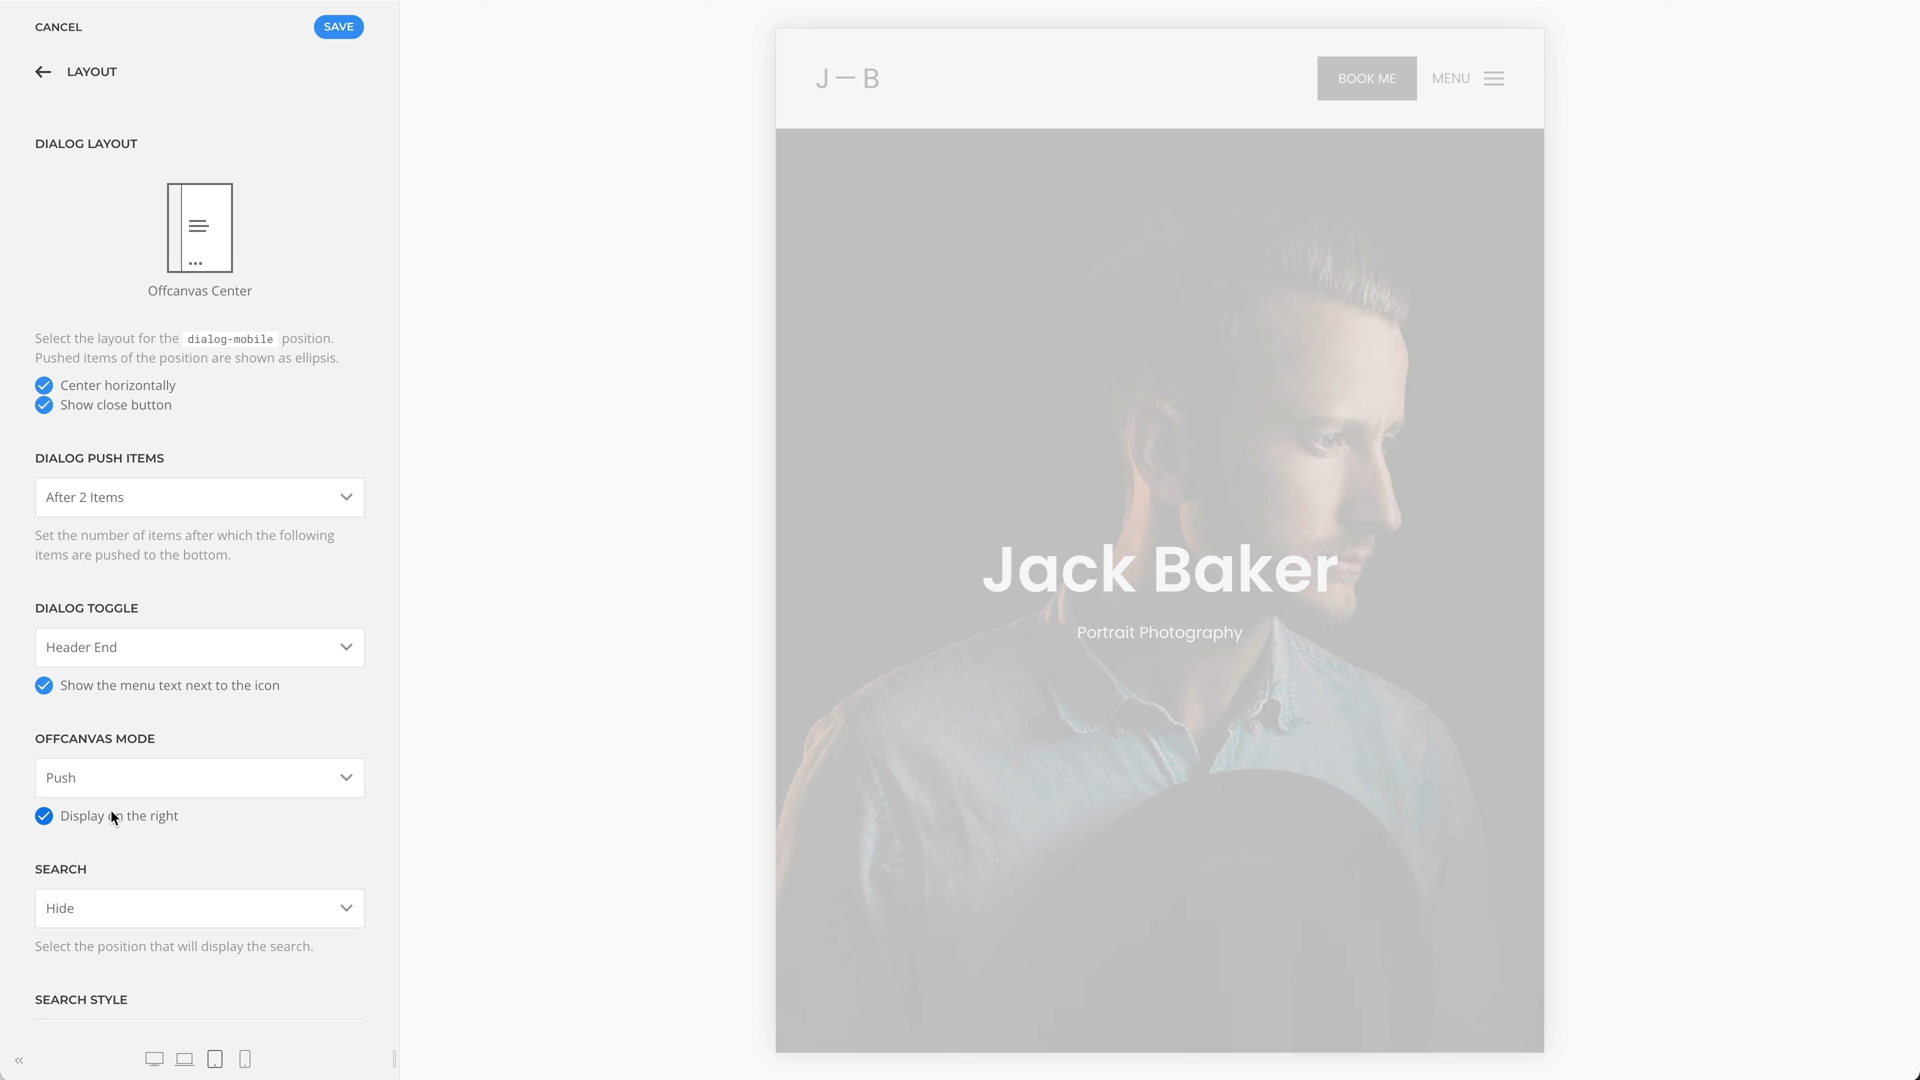 CANCEL
SAVE
LAYOUT
DIALOG LAYOUT
Offcanvas Center
Select the layout for the dialog-mobile position.
Pushed items of the position are shown as ellipsis.
Center horizontally
Show close button
DIALOG PUSH ITEMS
After 2 Items
Set the number of items after which the following
items are pushed to the bottom.
DIALOG TOGGLE
Header End
Show the menu text next to the icon
OFFCANVAS MODE
Push
Display on the right
SEARCH
Hide
Select the position that will display the search.
SEARCH STYLE
J — B
BOOK ME
MENU
Jack Baker
Portrait Photography